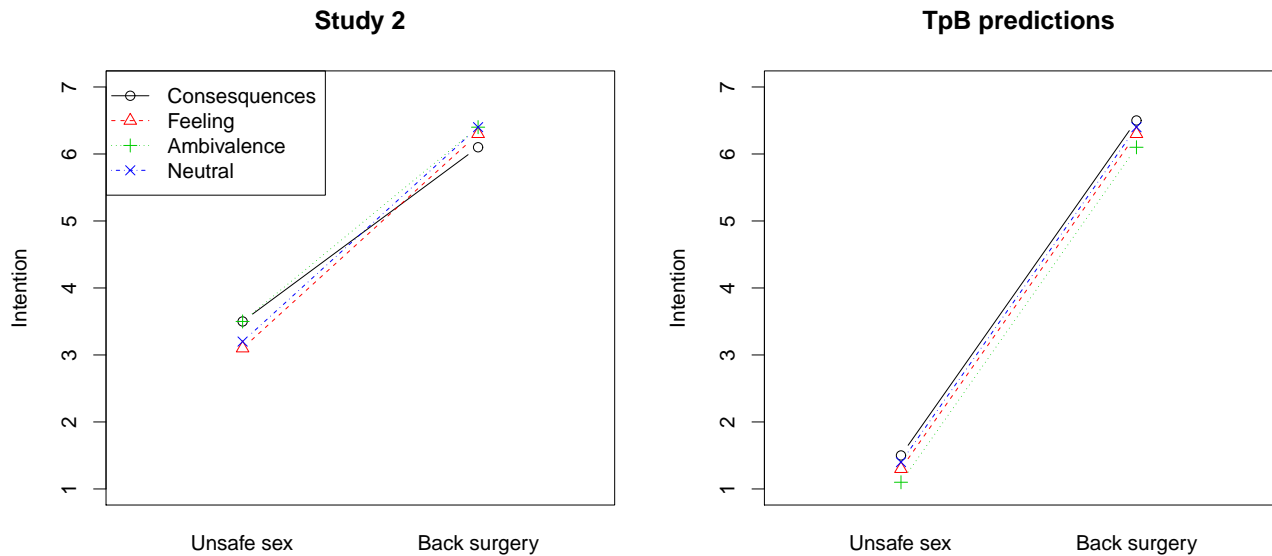 Study 2
7
6
5
4
3
2
1
Intention
Consesquences
Feeling
Ambivalence
Neutral
Unsafe sex
Back surgery
TpB predictions
7
6
5
4
3
2
1
Intention
Unsafe sex
Back surgery